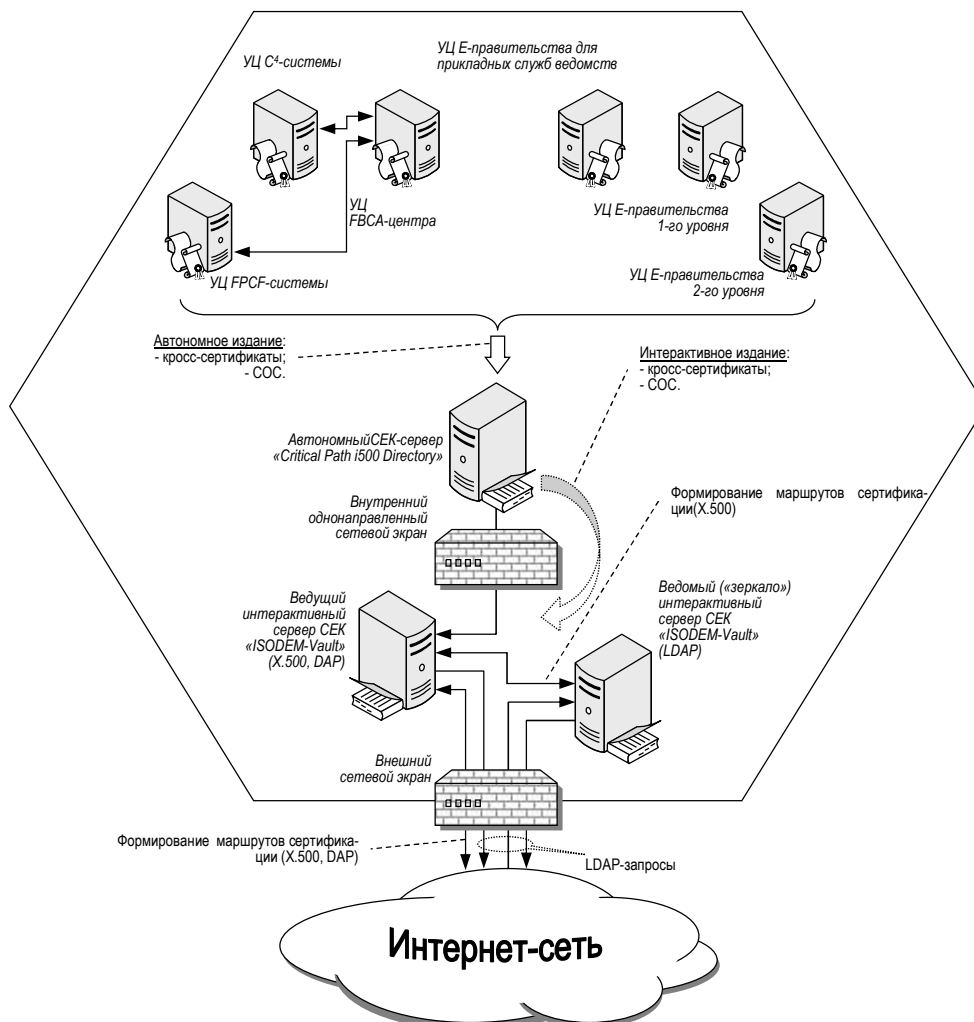 УЦ C⁴-системы
УЦ Е-правительства для
прикладных служб ведомств
УЦ
FBCA-центра
УЦ Е-правительства
1-го уровня
УЦ FPCF-системы
УЦ Е-правительства
2-го уровня
Автономное издание:
- кросс-сертификаты;
- СОС.
Интерактивное издание:
- кросс-сертификаты;
- СОС.
АвтономныйСЕК-сервер
«Critical Path i500 Directory»
Внутренний
однонаправленный
сетевой экран
Формирование маршрутов сертифика-
ции(X.500)
Ведущий
интерактивный
сервер СЕК
«ISODEM-Vault»
(X.500, DAP)
Ведомый («зеркало»)
интерактивный
сервер СЕК
«ISODEM-Vault»
(LDAP)
Внешний
сетевой экран
Формирование маршрутов сертифика-
ции (X.500, DAP)
LDAP-запросы
Интернет-сеть